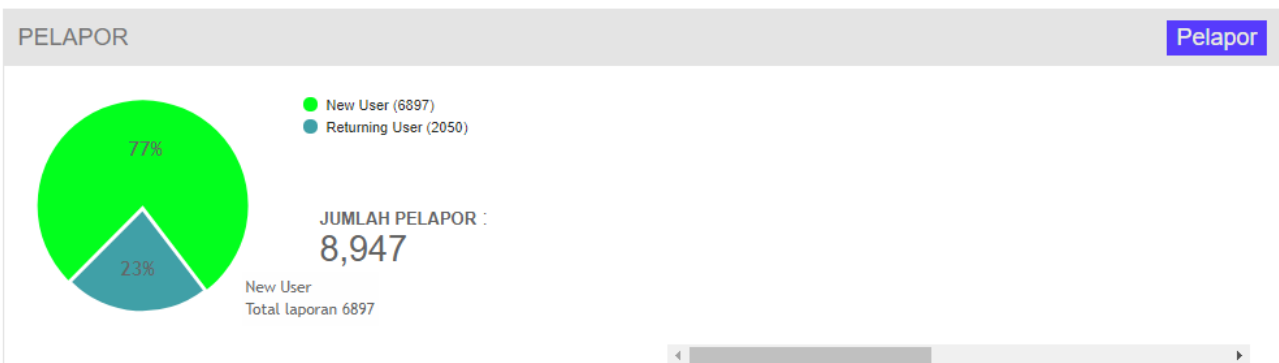 PELAPOR
Pelapor
New User (6897)
Returning User (2050)
77%
23%
JUMLAH PELAPOR :
8,947
New User
Total laporan 6897